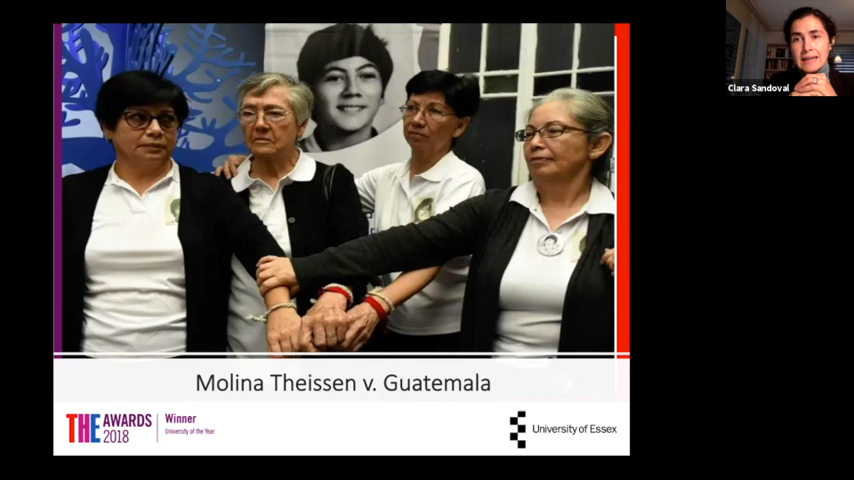 Clara Sandoval
Molina Theissen v. Guatemala
THE AWARDS 2018
Winner
University of the Year
University of Essex